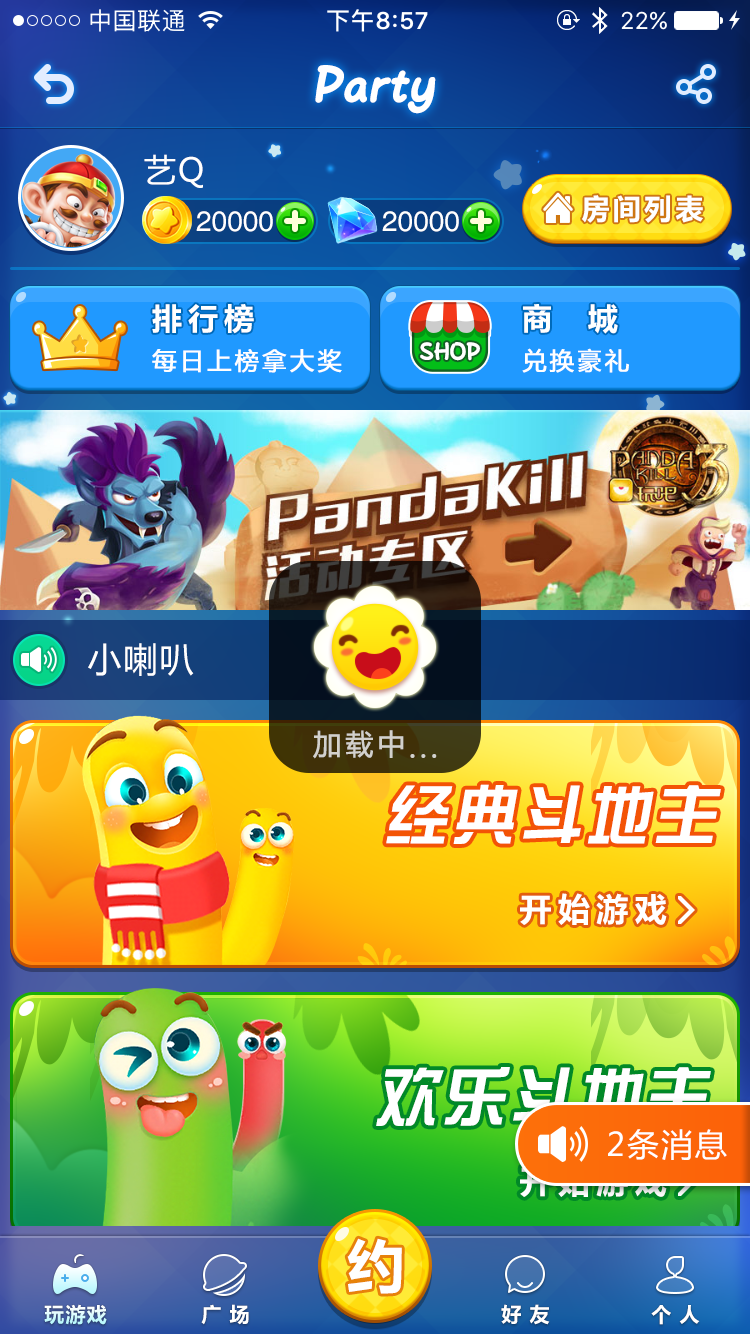 中国联通
下午8:57
22%
Party
艺Q
20000
20000
房间列表
排行榜
每日上榜拿大奖
SHOP
商 城
兑换豪礼
PandaKill
活动专区
PANDA
KILL
3
玩吧
小喇叭
加载中...
经典斗地主
开始游戏
欢乐斗地主
开始游戏
2条消息
约
玩游戏
广场
好友
个人